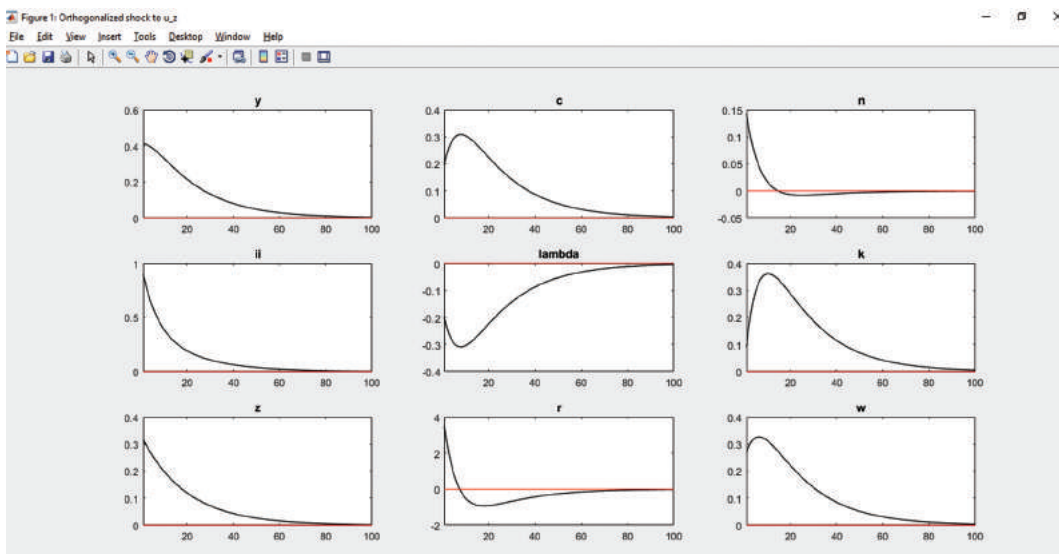 Figure 1: Orthogonalized shock to u_z
File Edit View Insert Tools Desktop Window Help
y
0.6
0.4
0.2
0
20 40 60 80 100
c
0.4
0.3
0.2
0.1
0
20 40 60 80 100
n
0.15
0.1
0.05
0
-0.05
20 40 60 80 100
ii
1
0.5
0
20 40 60 80 100
lambda
0
-0.1
-0.2
-0.3
-0.4
20 40 60 80 100
k
0.4
0.3
0.2
0.1
0
20 40 60 80 100
z
0.4
0.3
0.2
0.1
0
20 40 60 80 100
r
4
2
0
-2
20 40 60 80 100
w
0.4
0.3
0.2
0.1
0
20 40 60 80 100